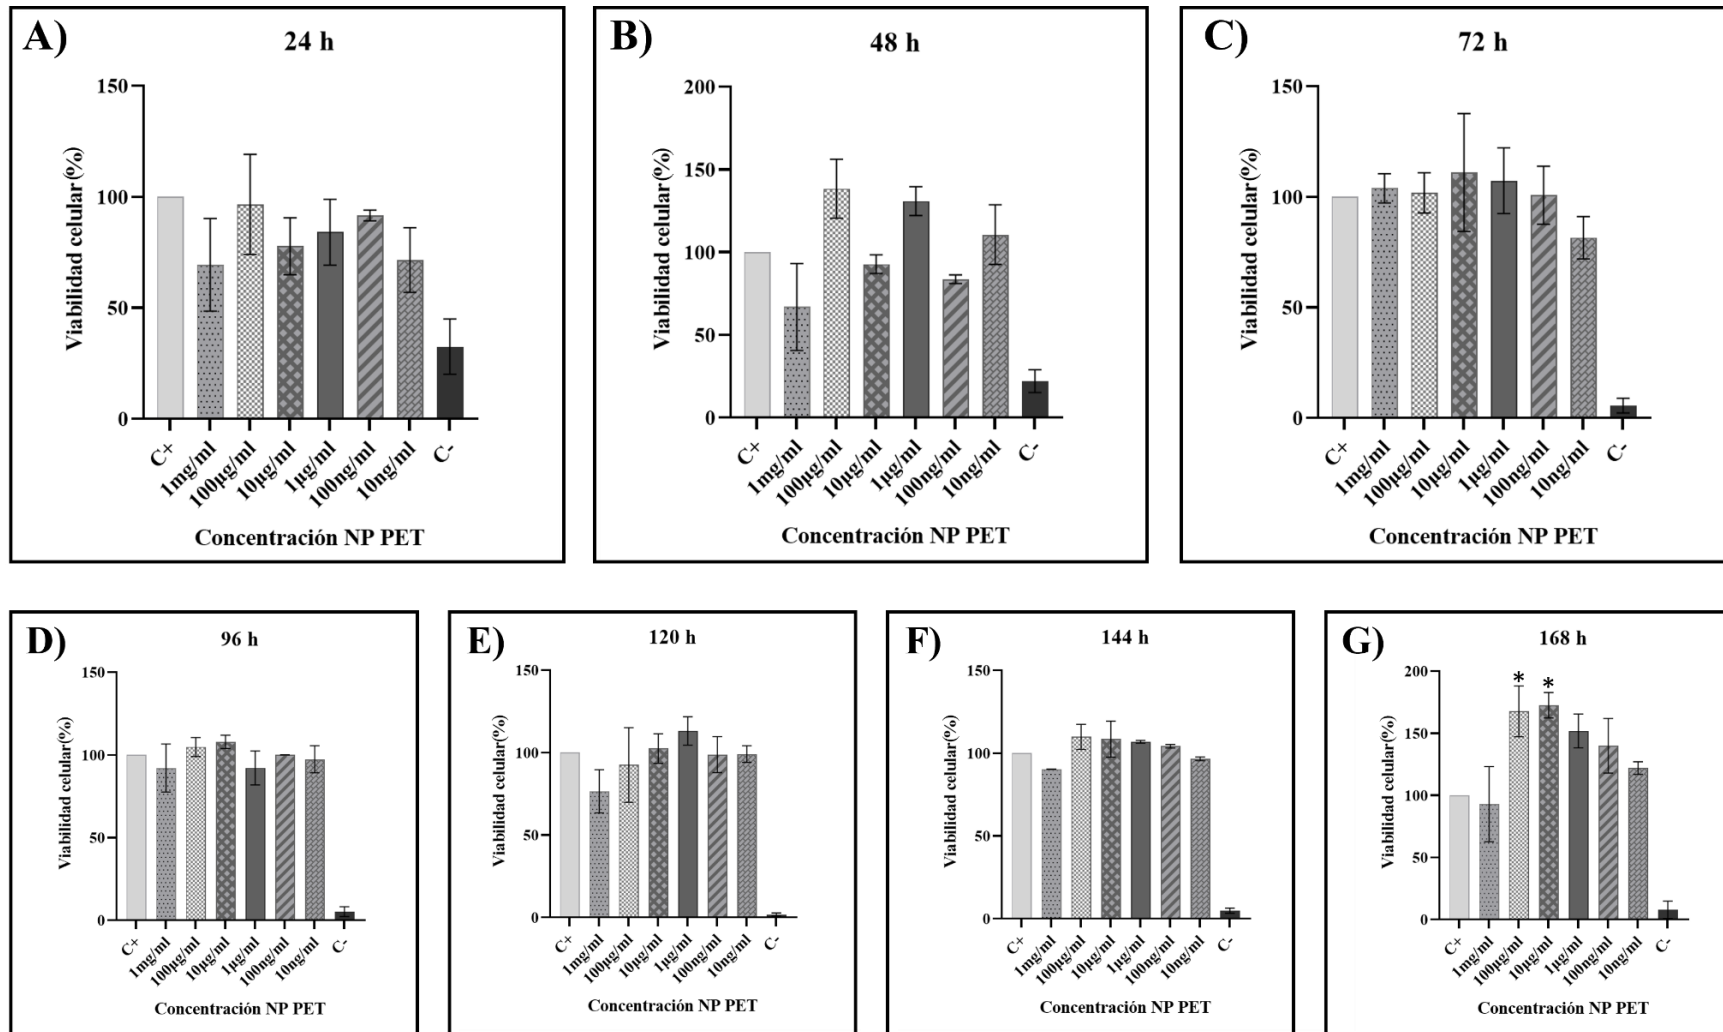 A)
24 h
Viabilidad celular(%)
150
100
50
0
C+
1mg/ml
100µg/ml
10µg/ml
1µg/ml
100ng/ml
10ng/ml
C-
Concentración NP PET
B)
48 h
Viabilidad celular(%)
200
150
100
50
0
C+
1mg/ml
100µg/ml
10µg/ml
1µg/ml
100ng/ml
10ng/ml
C-
Concentración NP PET
C)
72 h
Viabilidad celular(%)
150
100
50
0
C+
1mg/ml
100µg/ml
10µg/ml
1µg/ml
100ng/ml
10ng/ml
C-
Concentración NP PET
D)
96 h
Viabilidad celular(%)
150
100
50
0
C+
1mg/ml
100µg/ml
10µg/ml
1µg/ml
100ng/ml
10ng/ml
C-
Concentración NP PET
E)
120 h
Viabilidad celular(%)
150
100
50
0
C+
1mg/ml
100µg/ml
10µg/ml
1µg/ml
100ng/ml
10ng/ml
C-
Concentración NP PET
F)
144 h
Viabilidad celular(%)
150
100
50
0
C+
1mg/ml
100µg/ml
10µg/ml
1µg/ml
100ng/ml
10ng/ml
C-
Concentración NP PET
G)
168 h
Viabilidad celular(%)
200
150
100
50
0
* *
C+
1mg/ml
100µg/ml
10µg/ml
1µg/ml
100ng/ml
10ng/ml
C-
Concentración NP PET